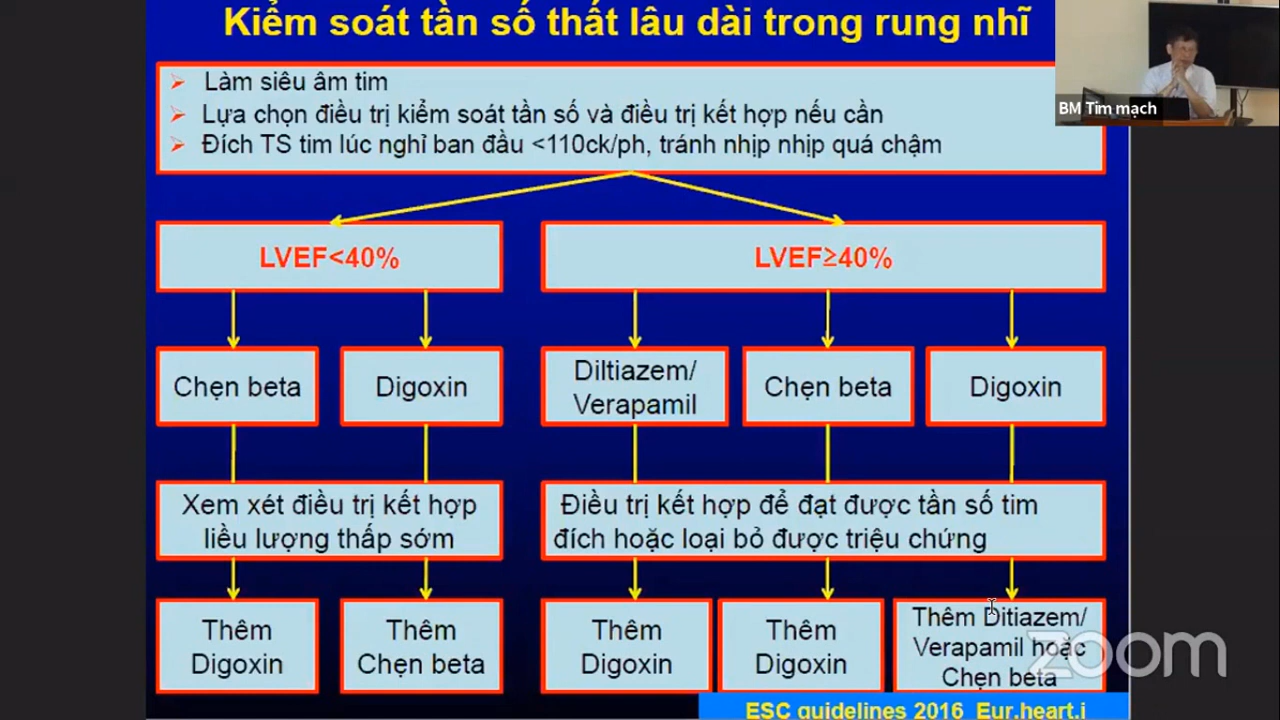 Kiểm soát tần số thất lâu dài trong rung nhĩ
BM Tim mạch
Làm siêu âm tim
Lựa chọn điều trị kiểm soát tần số và điều trị kết hợp nếu cần
Đích TS tim lúc nghỉ ban đầu <110ck/ph, tránh nhịp nhịp quá chậm
LVEF<40%
LVEF≥40%
Chẹn beta
Digoxin
Diltiazem/
Verapamil
Chẹn beta
Digoxin
Xem xét điều trị kết hợp
liều lượng thấp sớm
Điều trị kết hợp để đạt được tần số tim
đích hoặc loại bỏ được triệu chứng
Thêm
Digoxin
Thêm
Chẹn beta
Thêm
Digoxin
Thêm
Digoxin
Thêm Ditiazem/
Verapamil hoặc
Chẹn beta
zoom
ESC guidelines 2016 Eur.heart.j